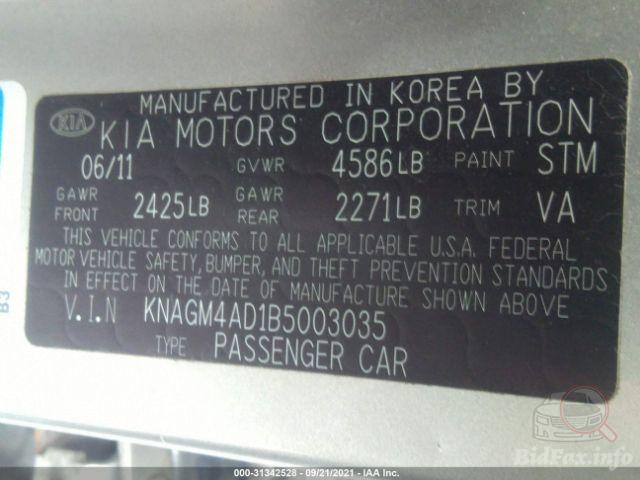 MANUFACTURED IN KOREA BY
KIA KIA MOTORS CORPORATION
06/11 GVWR 4586LB PAINT STM
GAWR FRONT 2425LB GAWR REAR 2271LB TRIM VA
THIS VEHICLE CONFORMS TO ALL APPLICABLE U.S.A. FEDERAL
MOTOR VEHICLE SAFETY, BUMPER, AND THEFT PREVENTION STANDARDS
IN EFFECT ON THE DATE OF MANUFACTURE SHOWN ABOVE
V.I.N KNAGM4AD1B5003035
TYPE PASSENGER CAR
B3
BidFax.info
000-31342528 - 09/21/2021 - IAA Inc.